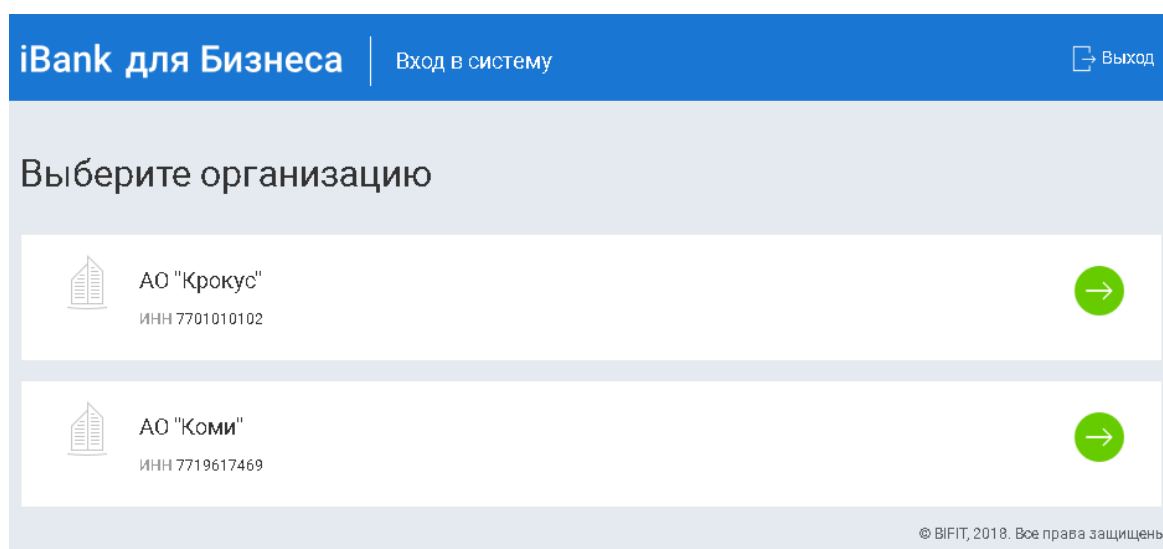 iBank для Бизнеса Вход в систему Выход
Выберите организацию
АО "Крокус"
ИНН 7701010102
АО "Коми"
ИНН 7719617469
© BIFIT, 2018. Все права защищень